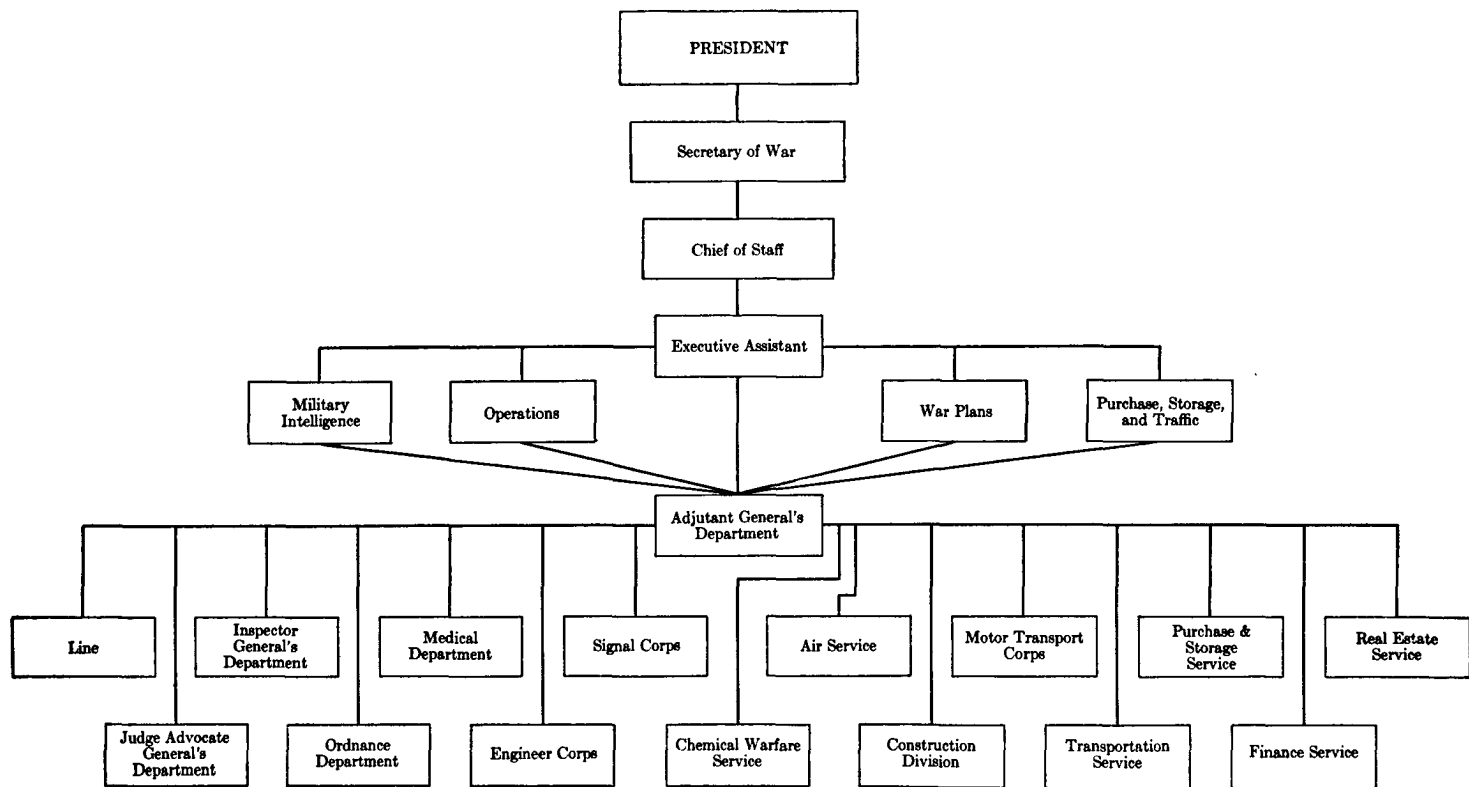 PRESIDENT
Secretary of War
Chief of Staff
Executive Assistant
Military
Intelligence
Operations
War Plans
Purchase, Storage,
and Traffic
Adjutant General's
Department
Line
Inspector
General's
Department
Medical
Department
Signal Corps
Air Service
Motor Transport
Corps
Purchase &
Storage
Service
Real Estate
Service
Judge Advocate
General's
Department
Ordnance
Department
Engineer Corps
Chemical Warfare
Service
Construction
Division
Transportation
Service
Finance Service